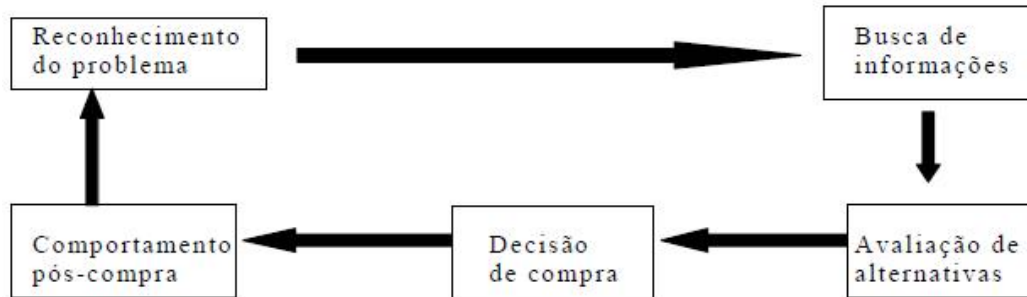 Reconhecimento
do problema
Busca de
informações
Avaliação de
alternativas
Decisão
de compra
Comportamento
pós-compra